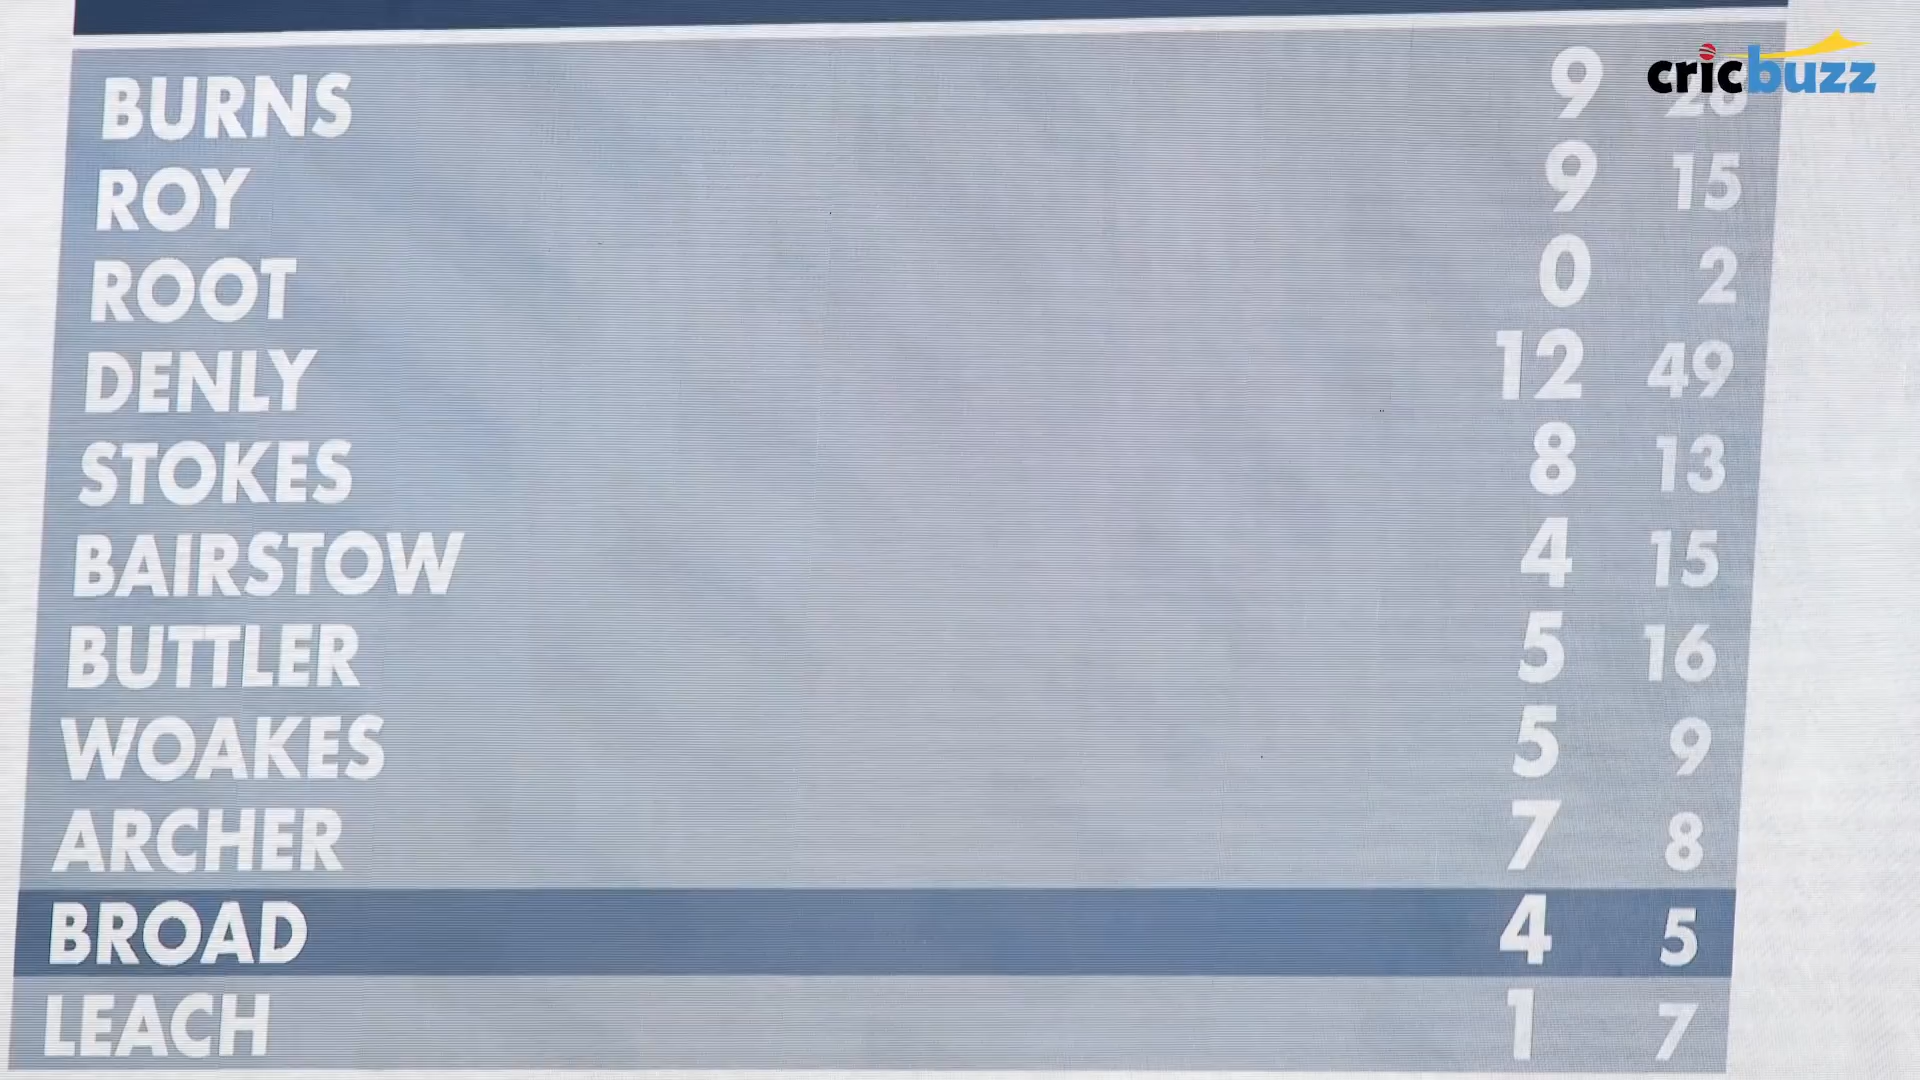 cricbuzz
BURNS 9 28
ROY 9 15
ROOT 0 2
DENLY 12 49
STOKES 8 13
BAIRSTOW 4 15
BUTTLER 5 16
WOAKES 5 9
ARCHER 7 8
BROAD 4 5
LEACH 1 7